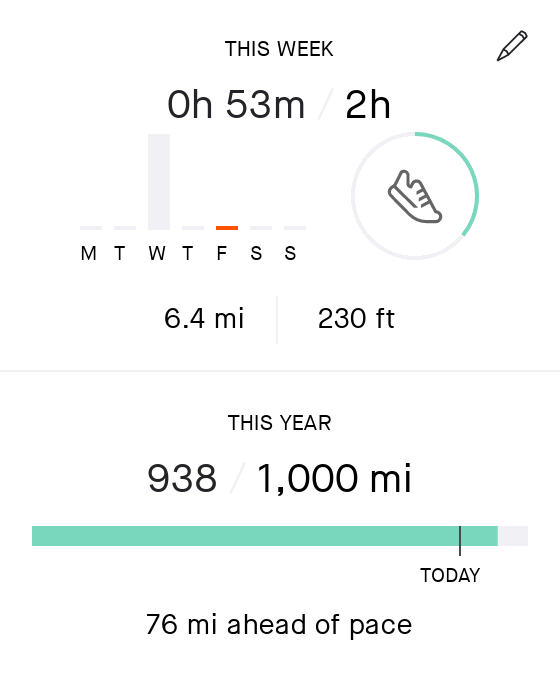 THIS WEEK
0h 53m / 2h
M T W T F S S
6.4 mi 230 ft
THIS YEAR
938 / 1,000 mi
TODAY
76 mi ahead of pace